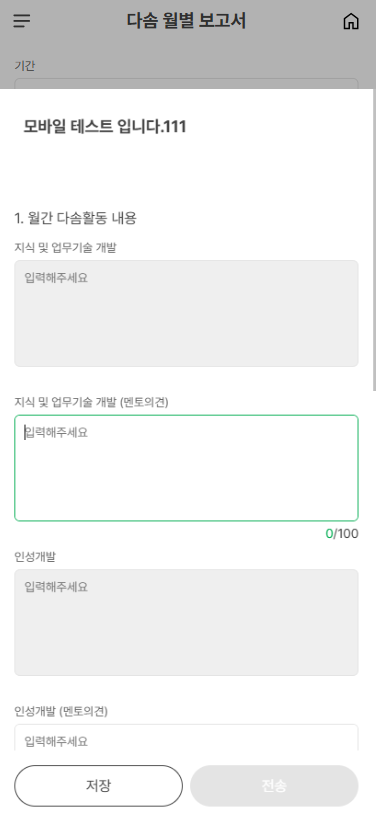 다솜 월별 보고서
기간
모바일 테스트 입니다.111
1. 월간 다솜활동 내용
지식 및 업무기술 개발
입력해주세요
지식 및 업무기술 개발 (멘토의견)
입력해주세요
0/100
인성개발
입력해주세요
인성개발 (멘토의견)
입력해주세요
저장
전송